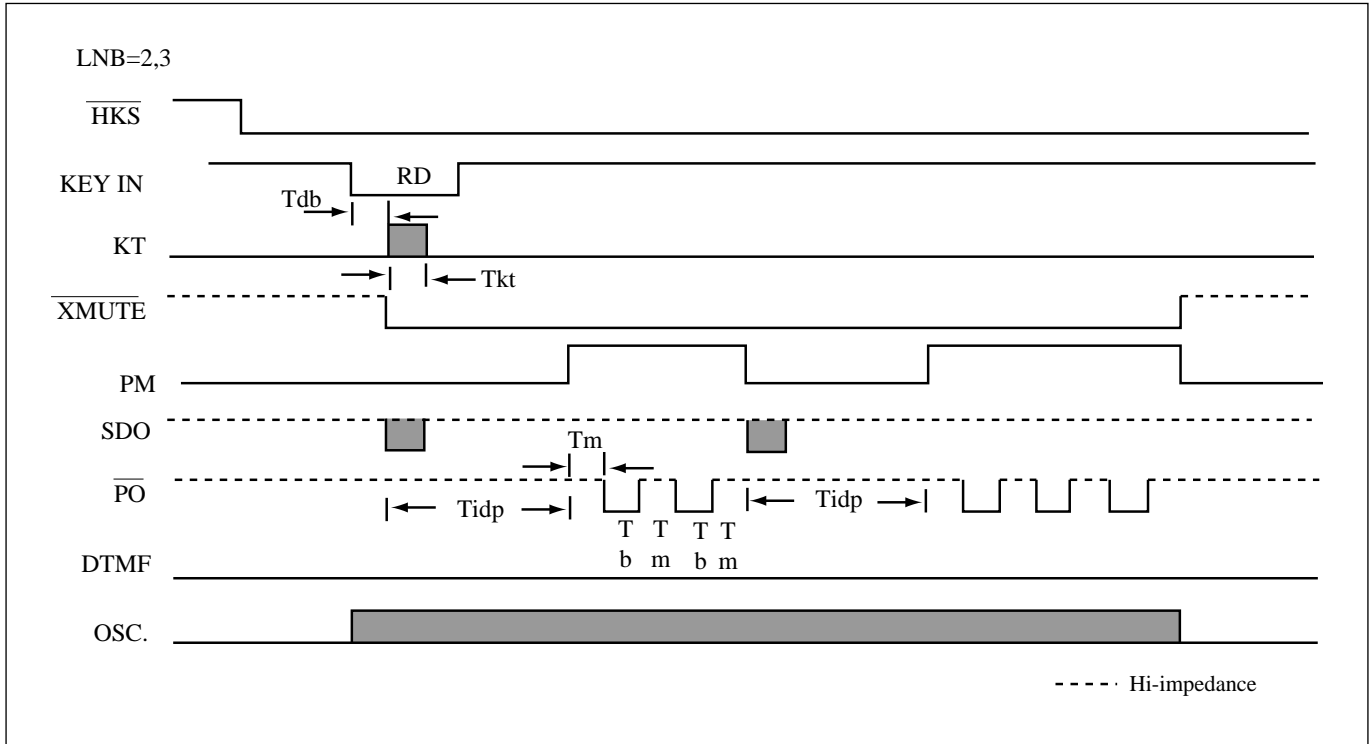 LNB=2,3
HKS
KEY IN
RD
Tdb
KT
Tkt
XMUTE
PM
SDO
Tm
PO
Tidp
Tidp
T T T T
b m b m
DTMF
OSC.
Hi-impedance